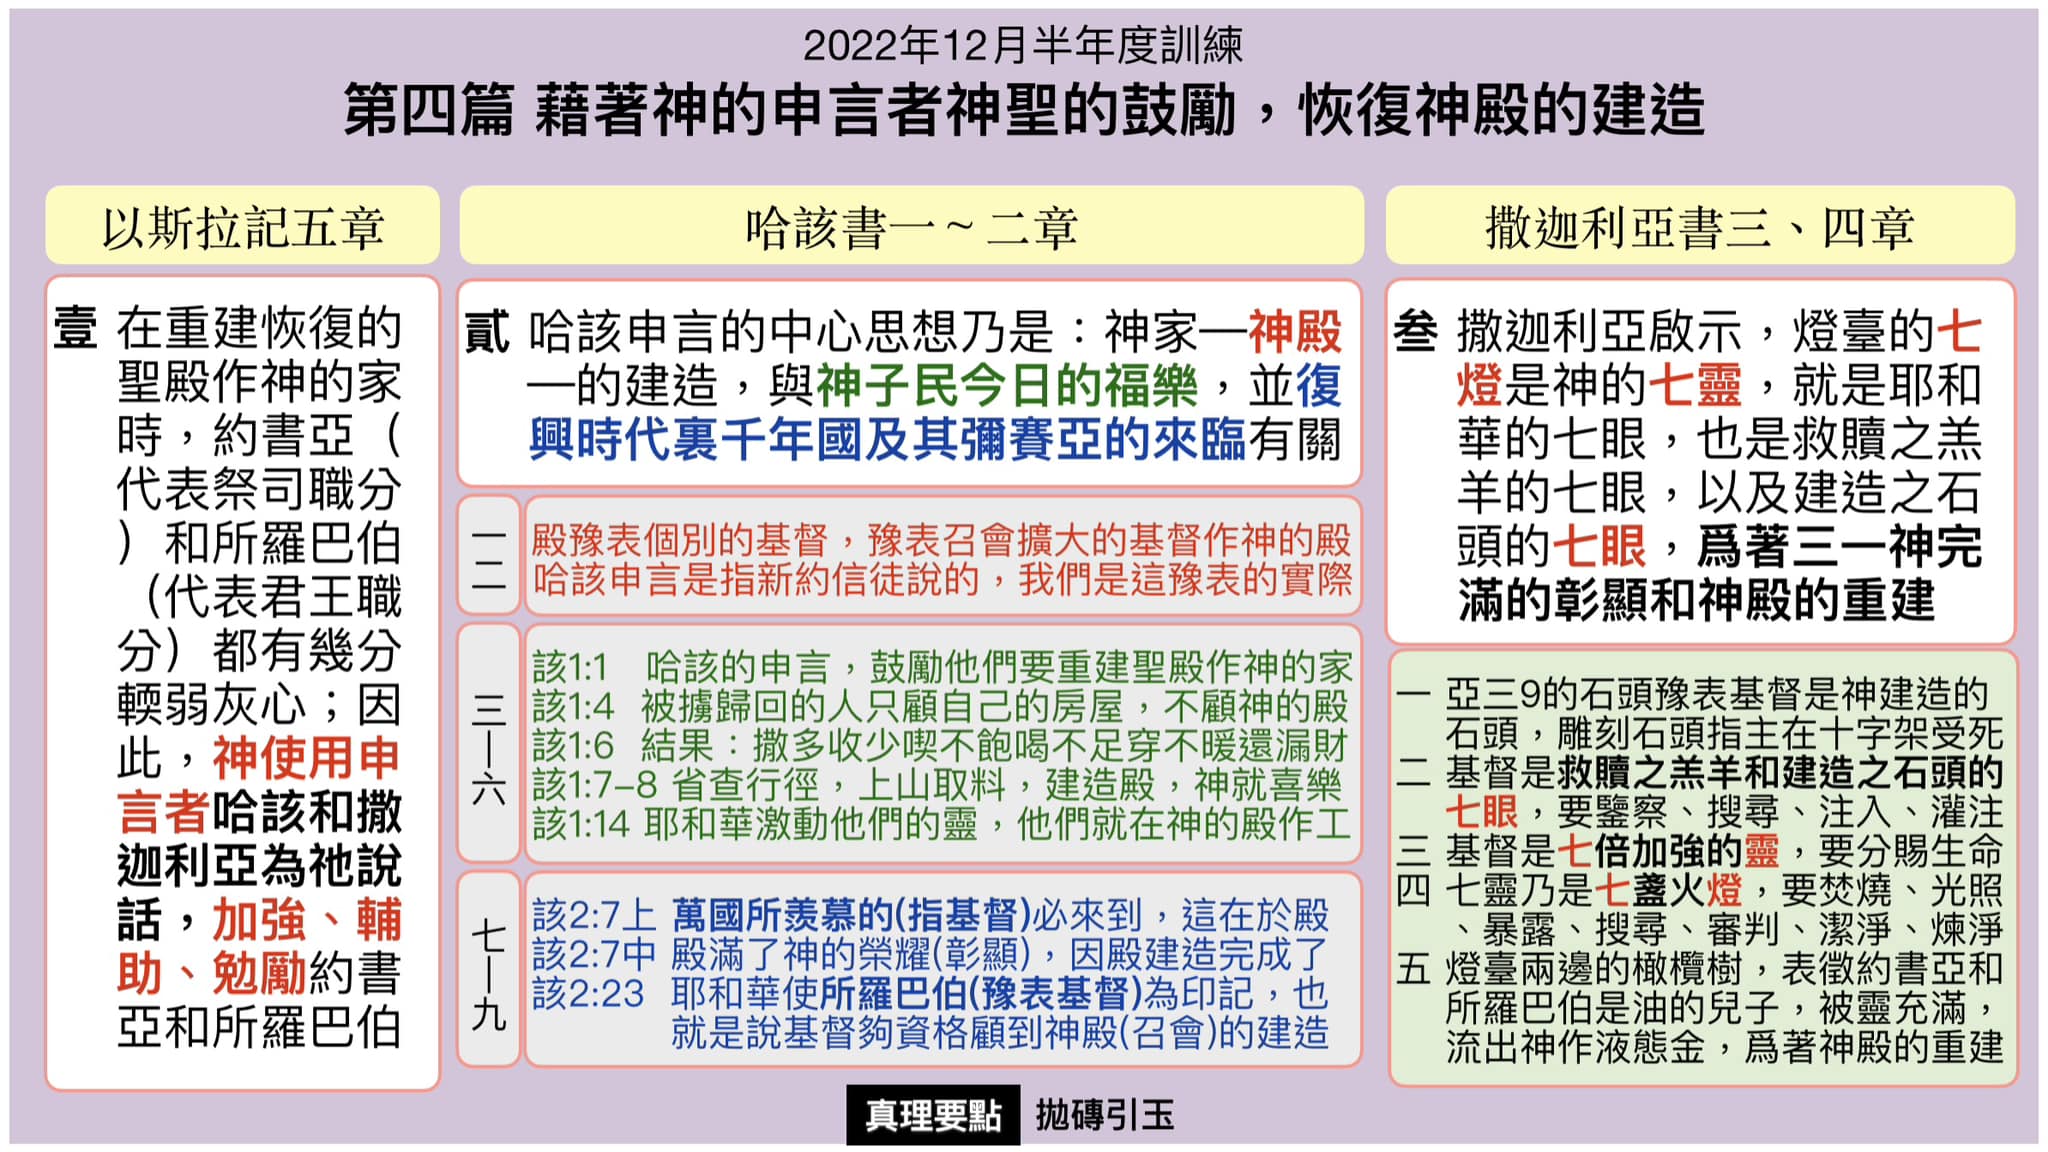 2022年12月半年度訓練
第四篇 藉著神的申言者神聖的鼓勵，恢復神殿的建造
以斯拉記五章
壹 在重建恢復的
聖殿作神的家
時，約書亞（
代表祭司職分
）和所羅巴伯
（代表君王職
分）都有幾分
輭弱灰心；因
此，神使用申
言者哈該和撒
迦利亞為祂說
話，加強、輔
助、勉勵約書
亞和所羅巴伯
哈該書一～二章
貳 哈該申言的中心思想乃是：神家—神殿
—的建造，與神子民今日的福樂，並復
興時代裏千年國及其彌賽亞的來臨有關
一
二
殿豫表個別的基督，豫表召會擴大的基督作神的殿
哈該申言是指新約信徒說的，我們是這豫表的實際
三
｜
六
該1:1 哈該的申言，鼓勵他們要重建聖殿作神的家
該1:4 被擄歸回的人只顧自己的房屋，不顧神的殿
該1:6 結果：撒多收少喫不飽喝不足穿不暖還漏財
該1:7–8 省查行徑，上山取料，建造殿，神就喜樂
該1:14 耶和華激動他們的靈，他們就在神的殿作工
七
｜
九
該2:7上 萬國所羨慕的(指基督)必來到，這在於殿
該2:7中 殿滿了神的榮耀(彰顯)，因殿建造完成了
該2:23 耶和華使所羅巴伯(豫表基督)為印記，也
就是說基督夠資格顧到神殿(召會)的建造
撒迦利亞書三、四章
叁 撒迦利亞啟示，燈臺的七
燈是神的七靈，就是耶和
華的七眼，也是救贖之羔
羊的七眼，以及建造之石
頭的七眼，爲著三一神完
滿的彰顯和神殿的重建
一 亞三9的石頭豫表基督是神建造的
石頭，雕刻石頭指主在十字架受死
二 基督是救贖之羔羊和建造之石頭的
七眼，要鑒察、搜尋、注入、灌注
三 基督是七倍加強的靈，要分賜生命
四 七靈乃是七盞火燈，要焚燒、光照
、暴露、搜尋、審判、潔淨、煉淨
五 燈臺兩邊的橄欖樹，表徵約書亞和
所羅巴伯是油的兒子，被靈充滿，
流出神作液態金，爲著神殿的重建
真理要點 拋磚引玉